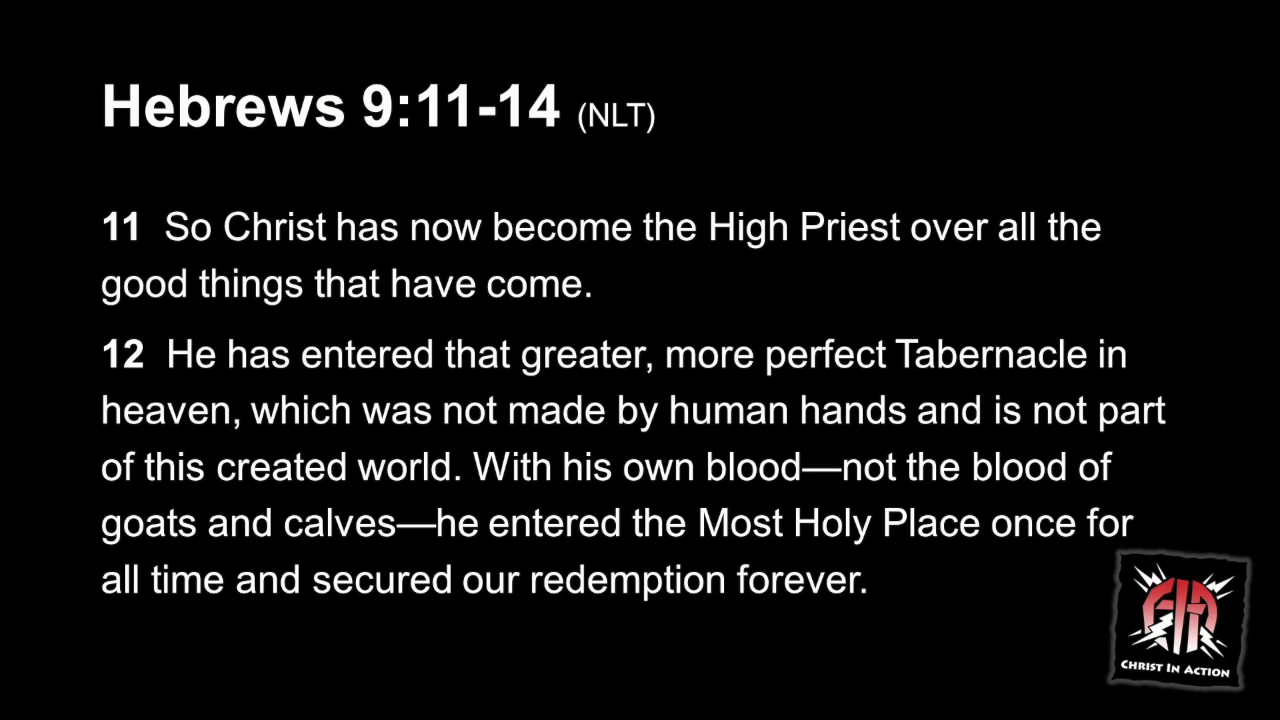 Hebrews 9:11-14 (NLT)
11 So Christ has now become the High Priest over all the
good things that have come.
12 He has entered that greater, more perfect Tabernacle in
heaven, which was not made by human hands and is not part
of this created world. With his own blood—not the blood of
goats and calves—he entered the Most Holy Place once for
all time and secured our redemption forever.
CHRIST IN ACTION